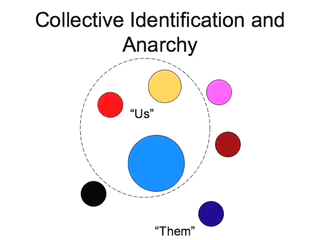 Collective Identification and
Anarchy
“Us”
“Them”